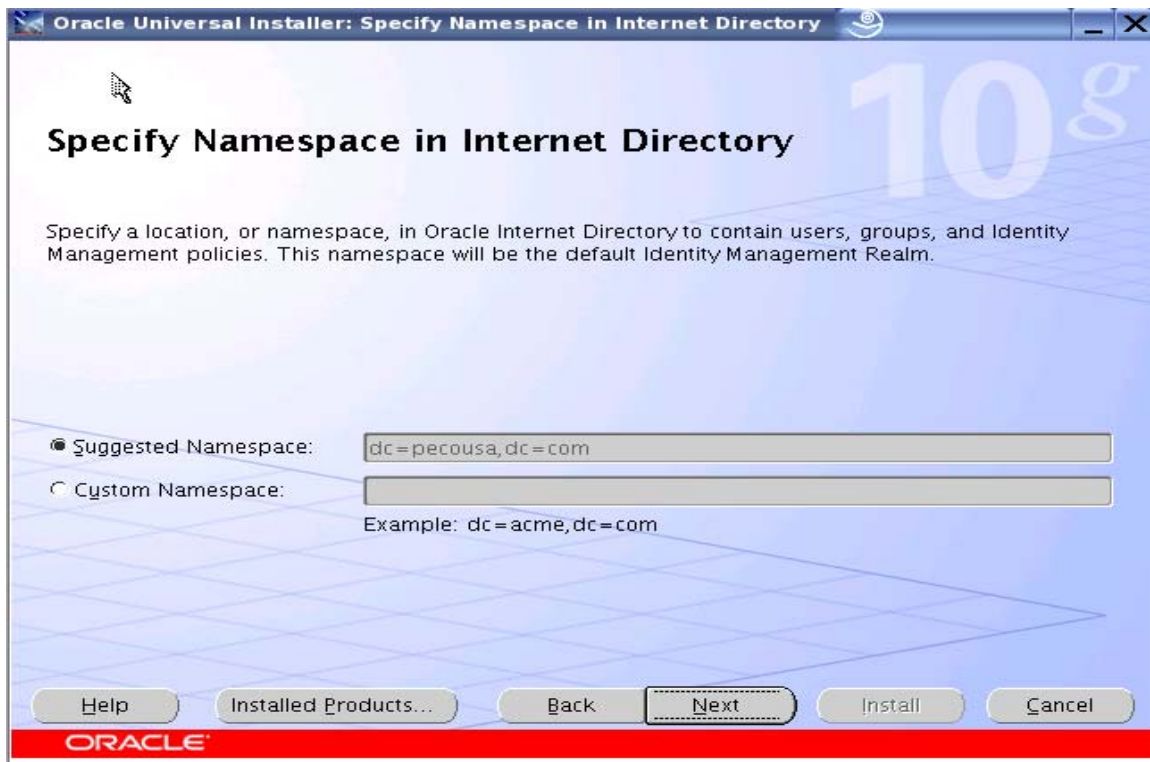 Oracle Universal Installer: Specify Namespace in Internet Directory
10g
Specify Namespace in Internet Directory
Specify a location, or namespace, in Oracle Internet Directory to contain users, groups, and Identity
Management policies. This namespace will be the default Identity Management Realm.
Suggested Namespace: dc=pecousa,dc=com
Custom Namespace:
Example: dc=acme,dc=com
Help Installed Products... Back Next Install Cancel
ORACLE